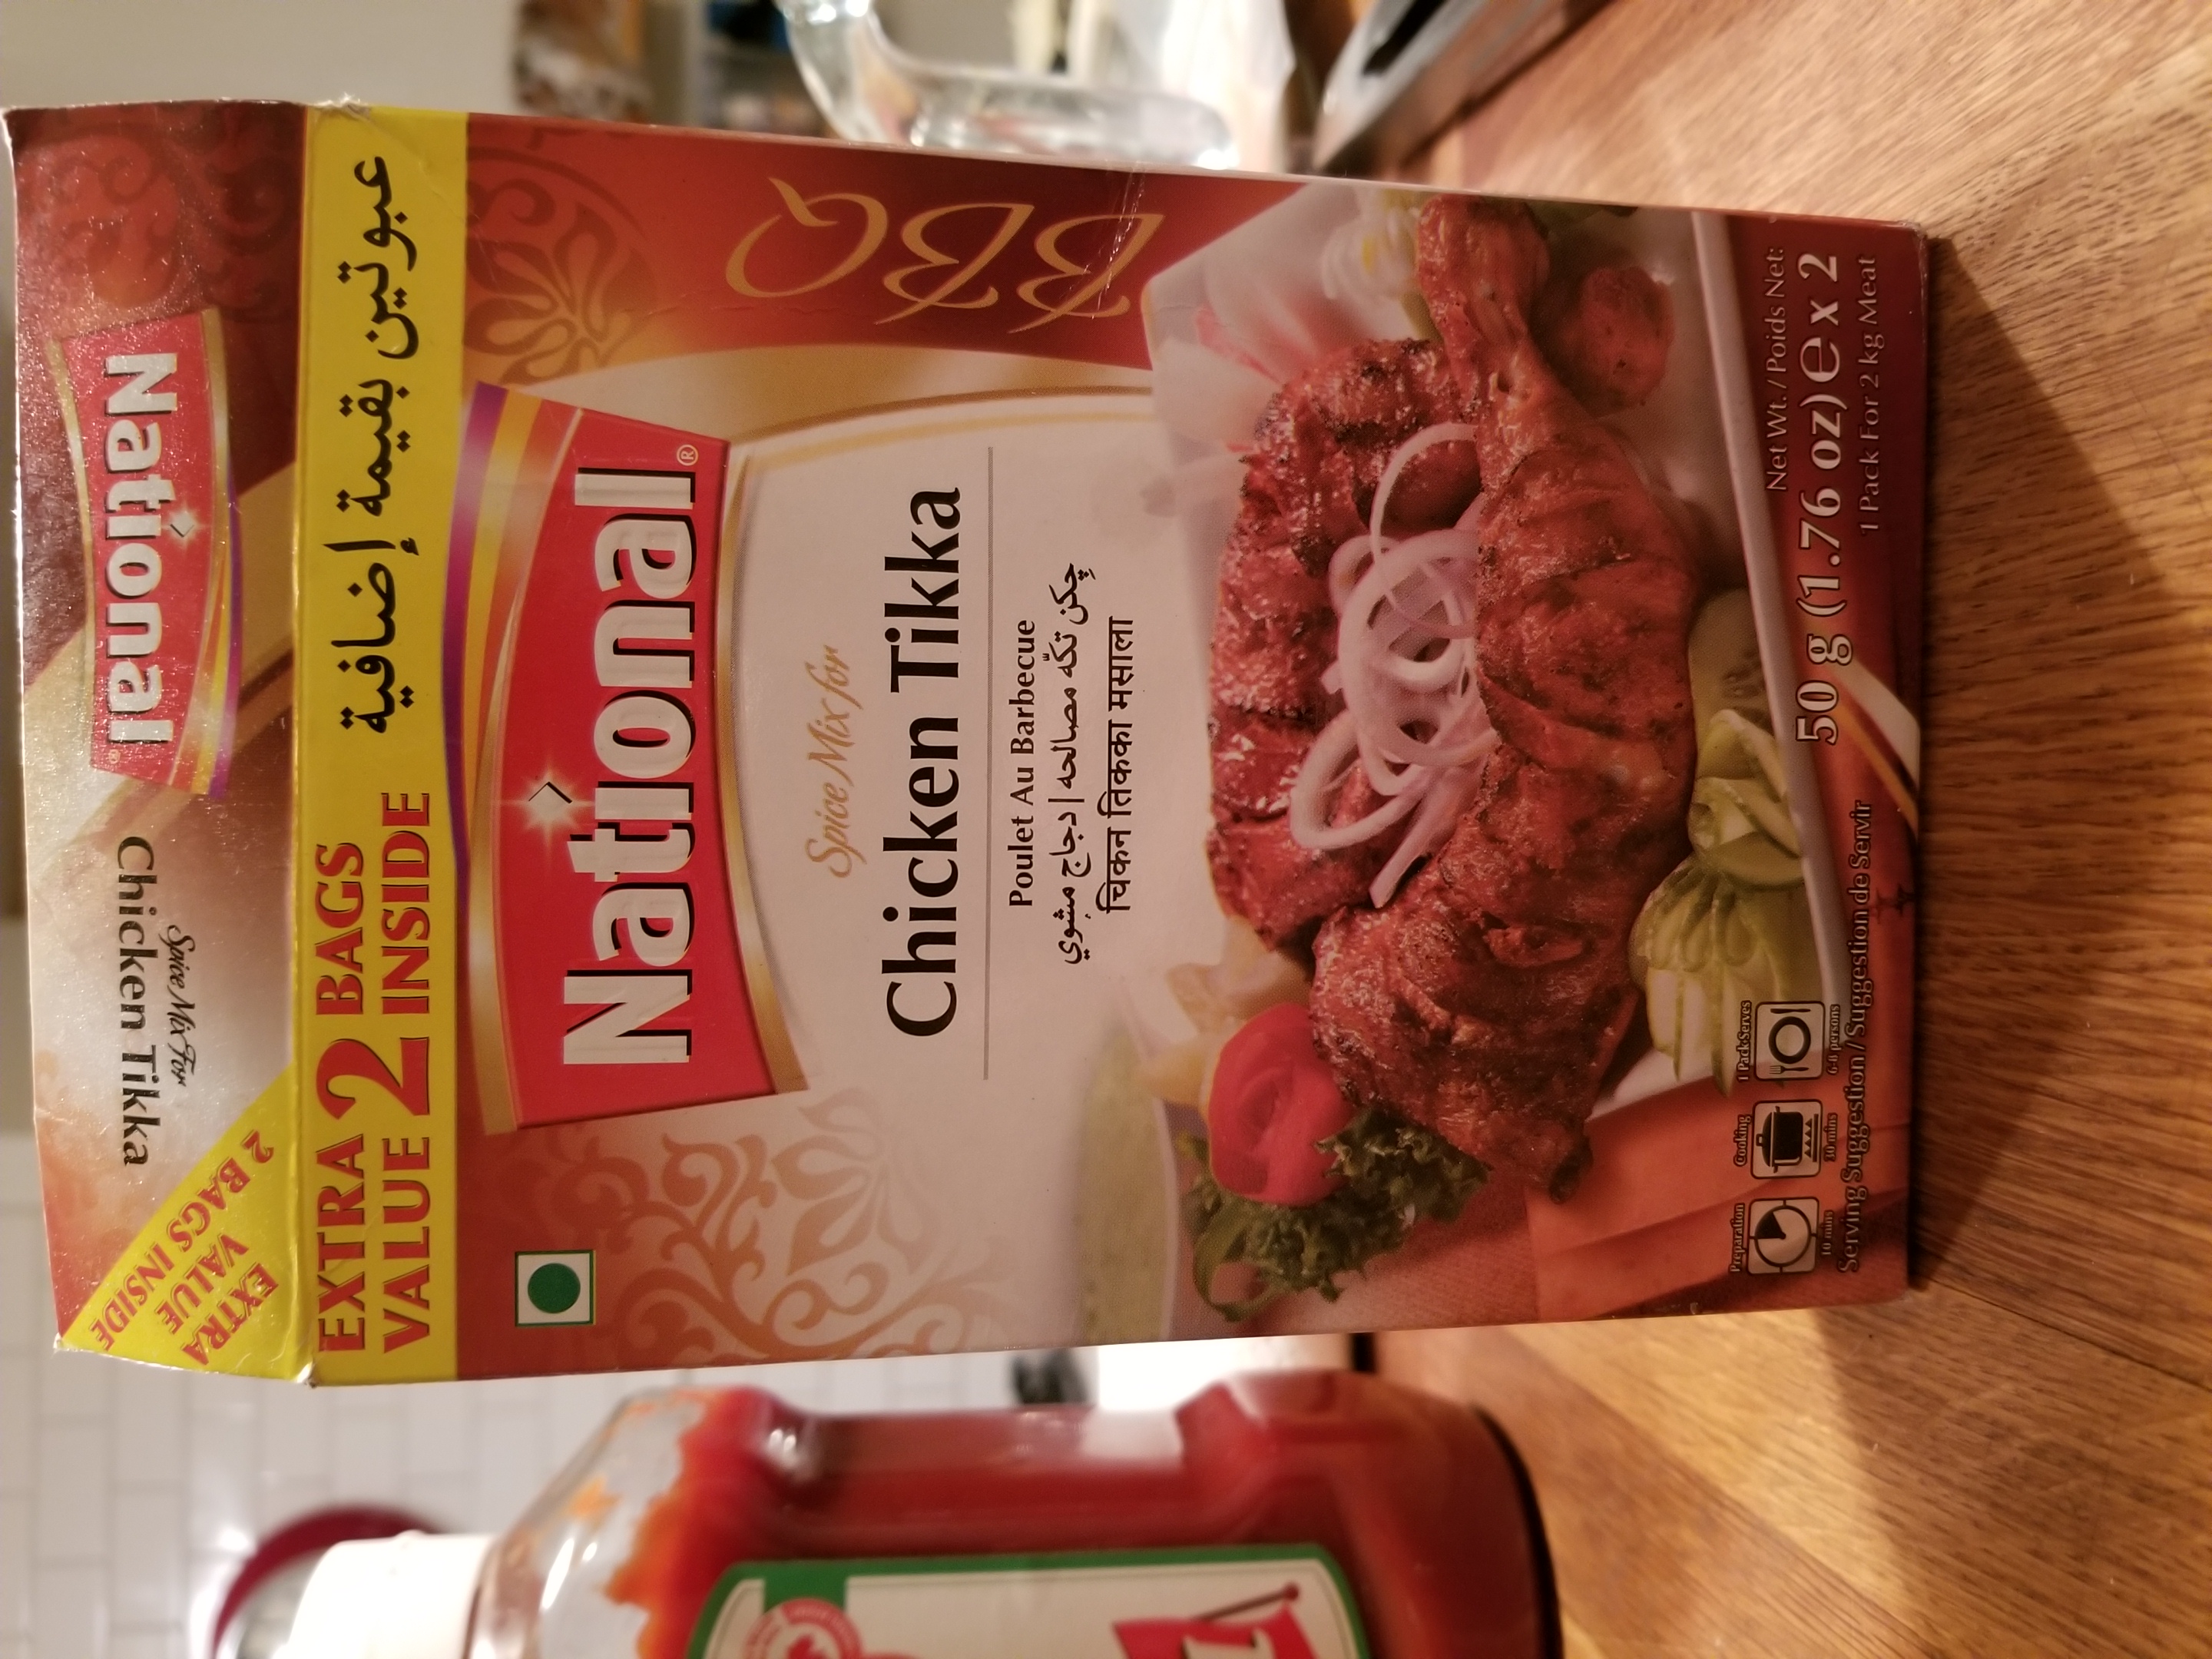 Spice Mix For
Chicken Tikka
National
EXTRA
VALUE
2 BAGS INSIDE
EXTRA VALUE 2 BAGS INSIDE
عبوتين بقيمة إضافية
National®
Spice Mix for
Chicken Tikka
Poulet Au Barbecue
چِکن تکّه مصالحه | دجاج مشوي
चिकन तिकका मसाला
BBQ
Preparation
10 mins
Cooking
30 mins
1 Pack Serves
6-8 persons
Serving Suggestion / Suggestion de Servir
Net Wt. / Poids Net:
50 g (1.76 oz) ℮ x 2
1 Pack For 2 kg Meat